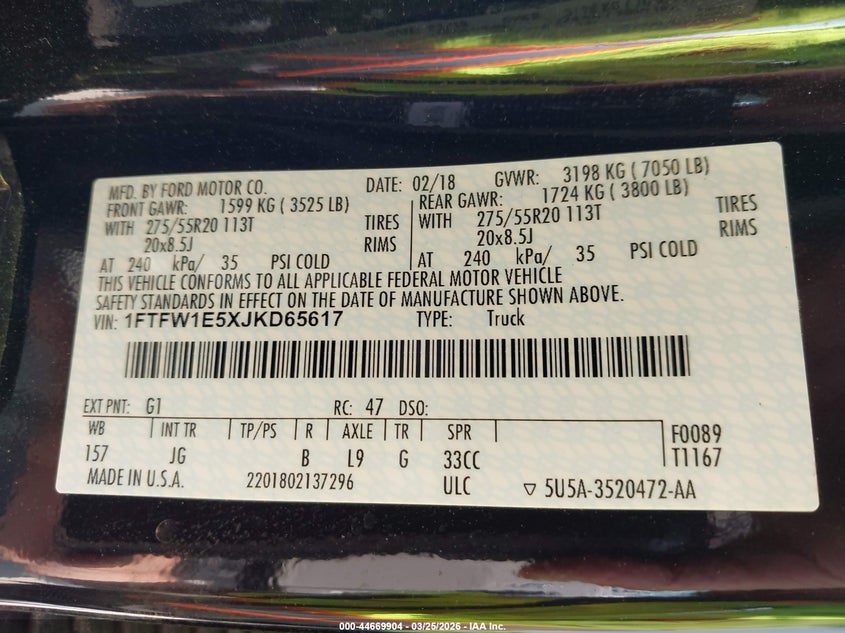 MFD. BY FORD MOTOR CO. DATE: 02/18 GVWR: 3198 KG ( 7050 LB)
FRONT GAWR: 1599 KG ( 3525 LB) REAR GAWR: 1724 KG ( 3800 LB)
WITH 275/55R20 113T TIRES WITH 275/55R20 113T TIRES
20x8.5J RIMS 20x8.5J RIMS
AT 240 kPa/ 35 PSI COLD AT 240 kPa/ 35 PSI COLD
THIS VEHICLE CONFORMS TO ALL APPLICABLE FEDERAL MOTOR VEHICLE
SAFETY STANDARDS IN EFFECT ON THE DATE OF MANUFACTURE SHOWN ABOVE.
VIN: 1FTFW1E5XJKD65617 TYPE: Truck
EXT PNT: G1 RC: 47 DSO:
WB INT TR TP/PS R AXLE TR SPR F0089
157 JG B L9 G 33CC T1167
MADE IN U.S.A. 2201802137296 ULC ▽ 5U5A-3520472-AA
000-44669904 - 03/25/2026 - IAA Inc.